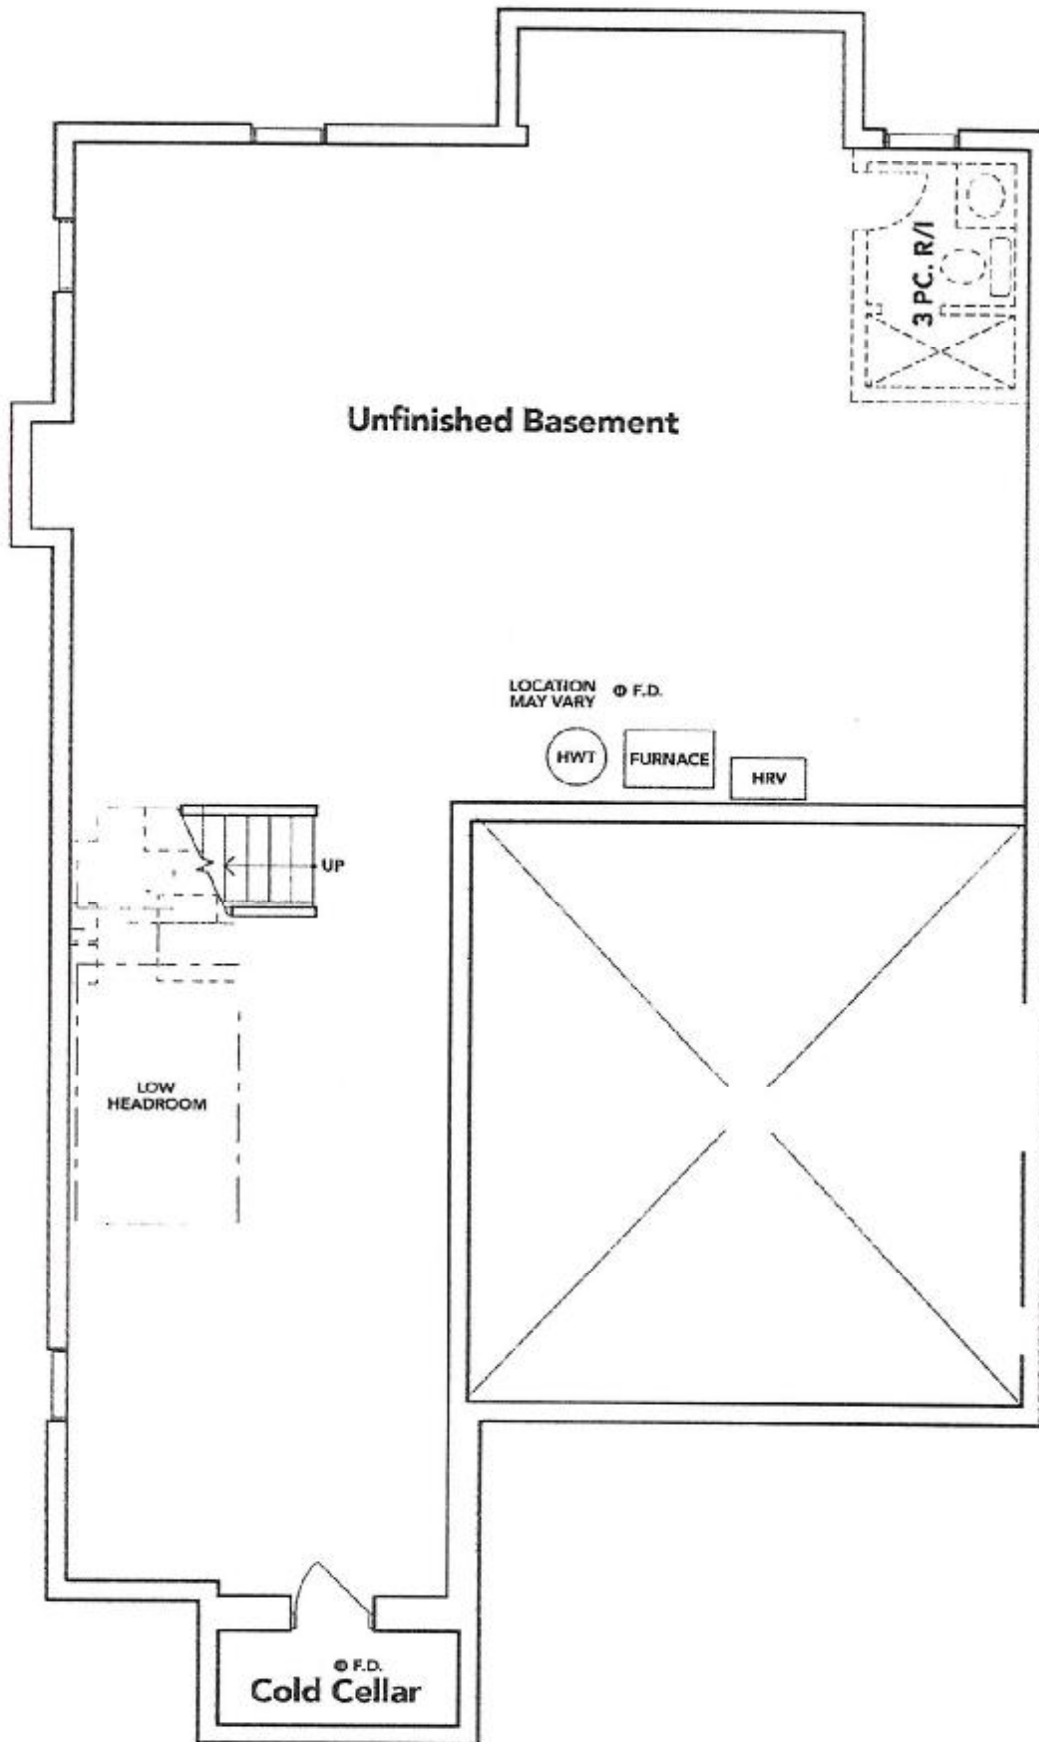 3 PC. R/I
Unfinished Basement
LOCATION
MAY VARY
F.D.
HWT
FURNACE
HRV
UP
LOW
HEADROOM
F.D.
Cold Cellar